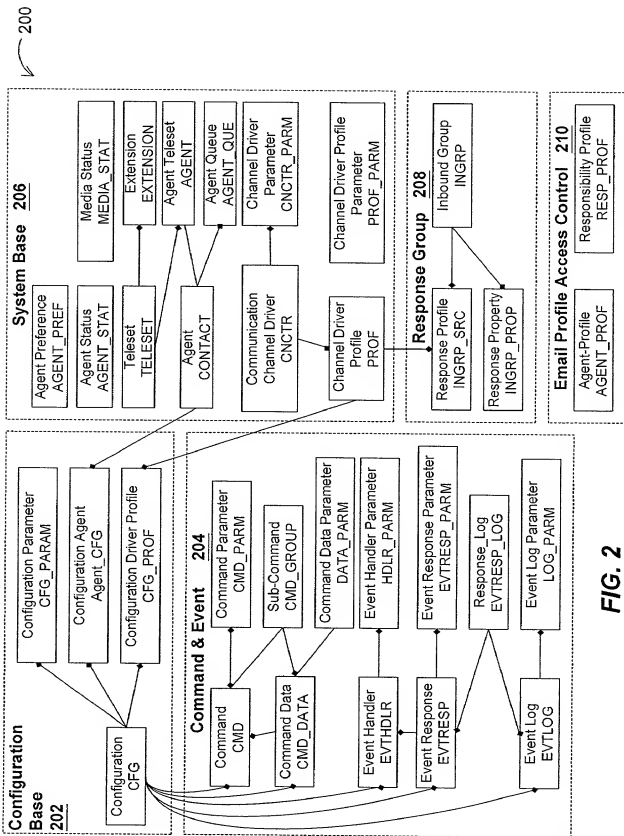 200
Configuration
Base
202
Configuration
CFG
Configuration Parameter
CFG_PARAM
Configuration Agent
Agent_CFG
Configuration Driver Profile
CFG_PROF
Command & Event 204
Command
CMD
Command Parameter
CMD_PARM
Sub-Command
CMD_GROUP
Command Data
CMD_DATA
Command Data Parameter
DATA_PARM
Event Handler
EVTHDLR
Event Handler Parameter
HDLR_PARM
Event Response
EVTRESP
Event Response Parameter
EVTRESP_PARM
Response_Log
EVTRESP_LOG
Event Log
EVTLOG
Event Log Parameter
LOG_PARM
System Base 206
Agent Preference
AGENT_PREF
Agent Status
AGENT_STAT
Media Status
MEDIA_STAT
Teleset
TELESET
Extension
EXTENSION
Agent Teleset
AGENT
Agent
CONTACT
Agent Queue
AGENT_QUE
Communication
Channel Driver
CNCTR
Channel Driver
Parameter
CNCTR_PARM
Channel Driver
Profile
PROF
Channel Driver Profile
Parameter
PROF_PARM
Response Group
208
Response Profile
INGRP_SRC
Inbound Group
INGRP
Response Property
INGRP_PROP
Email Profile Access Control
210
Agent-Profile
AGENT_PROF
Responsibility Profile
RESP_PROF
FIG. 2